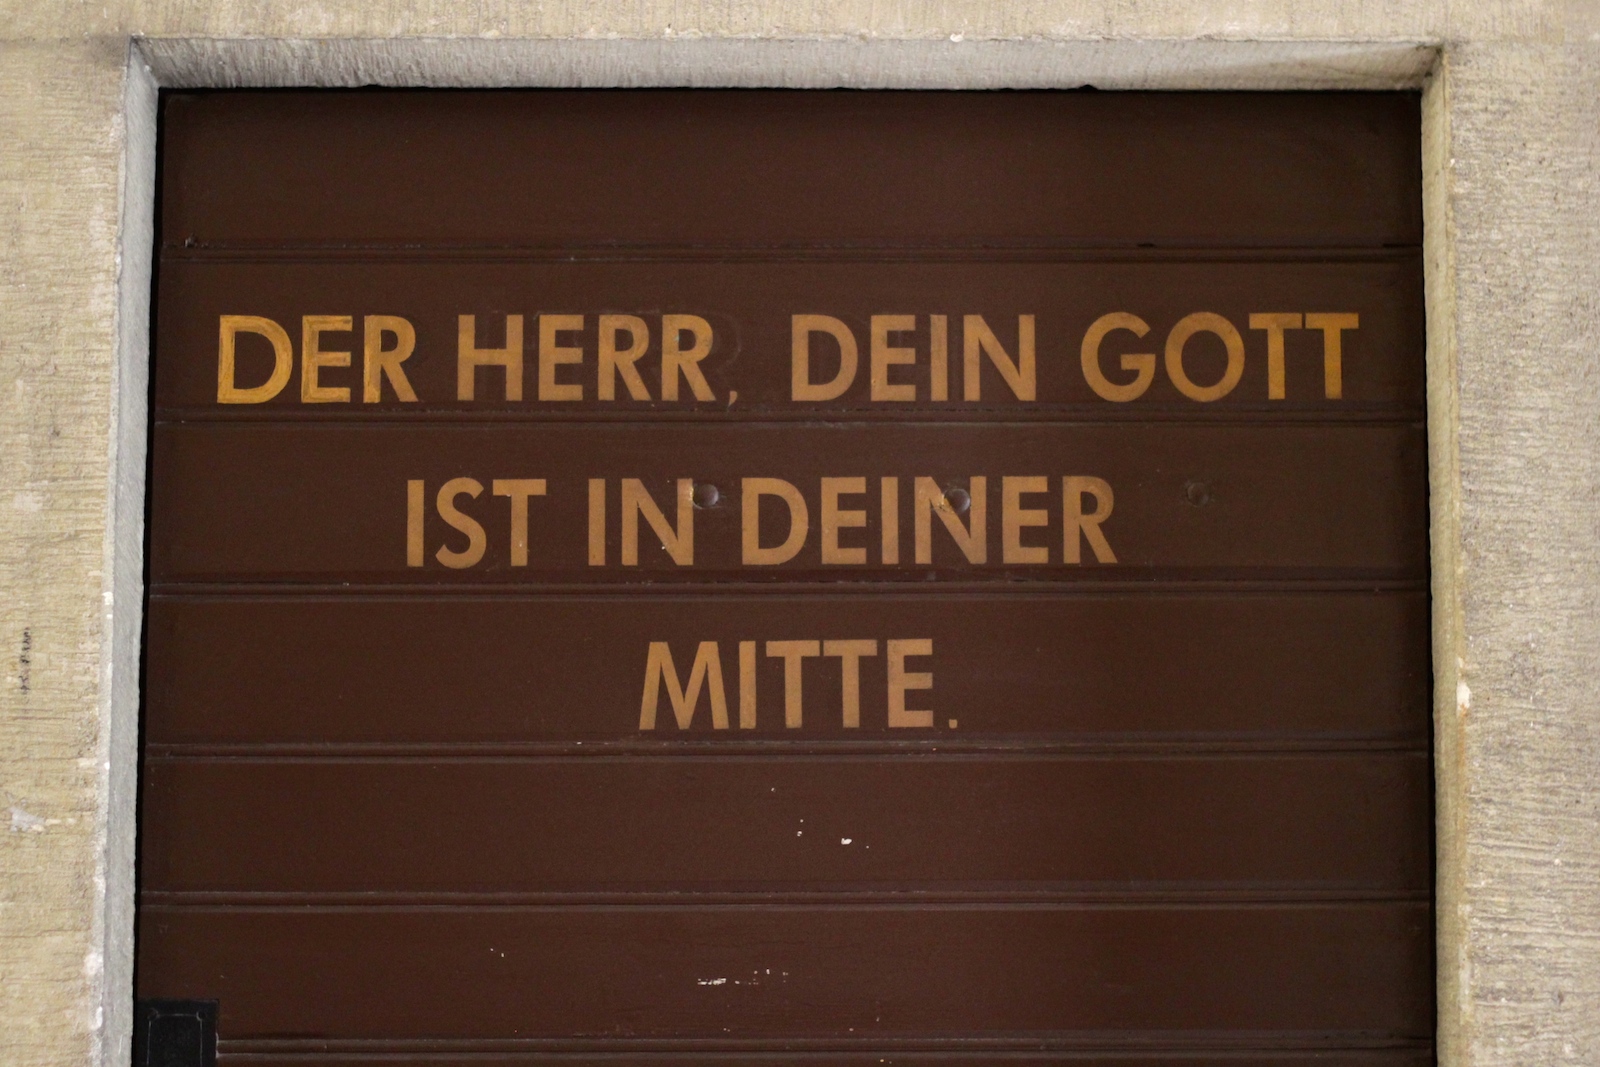 DER HERR, DEIN GOTT
IST IN DEINER
MITTE.